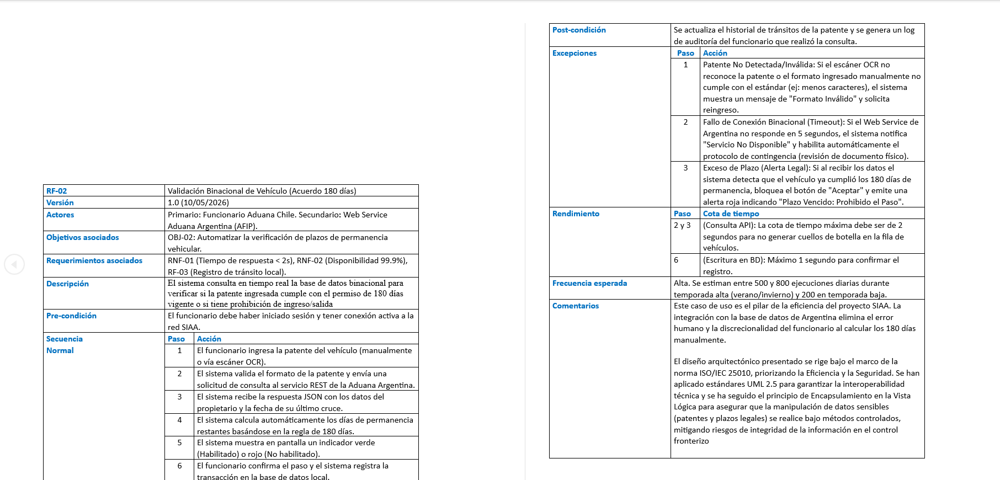 RF-02 Validación Binacional de Vehículo (Acuerdo 180 días)
Versión 1.0 (10/05/2026)
Actores Primario: Funcionario Aduana Chile. Secundario: Web Service
Aduana Argentina (AFIP).
Objetivos asociados OBJ-02: Automatizar la verificación de plazos de permanencia
vehicular.
Requerimientos asociados RNF-01 (Tiempo de respuesta < 2s), RNF-02 (Disponibilidad 99.9%),
RF-03 (Registro de tránsito local).
Descripción El sistema consulta en tiempo real la base de datos binacional para
verificar si la patente ingresada cumple con el permiso de 180 días
vigente o si tiene prohibición de ingreso/salida
Pre-condición El funcionario debe haber iniciado sesión y tener conexión activa a la
red SIAA.
Secuencia Paso Acción
Normal 1 El funcionario ingresa la patente del vehículo (manualmente
o vía escáner OCR).
2 El sistema valida el formato de la patente y envía una
solicitud de consulta al servicio REST de la Aduana Argentina.
3 El sistema recibe la respuesta JSON con los datos del
propietario y la fecha de su último cruce.
4 El sistema calcula automáticamente los días de permanencia
restantes basándose en la regla de 180 días.
5 El sistema muestra en pantalla un indicador verde
(Habilitado) o rojo (No habilitado).
6 El funcionario confirma el paso y el sistema registra la
transacción en la base de datos local.
Post-condición Se actualiza el historial de tránsitos de la patente y se genera un log
de auditoría del funcionario que realizó la consulta.
Excepciones Paso Acción
1 Patente No Detectada/Inválida: Si el escáner OCR no
reconoce la patente o el formato ingresado manualmente no
cumple con el estándar (ej: menos caracteres), el sistema
muestra un mensaje de "Formato Inválido" y solicita
reingreso.
2 Fallo de Conexión Binacional (Timeout): Si el Web Service de
Argentina no responde en 5 segundos, el sistema notifica
"Servicio No Disponible" y habilita automáticamente el
protocolo de contingencia (revisión de documento físico).
3 Exceso de Plazo (Alerta Legal): Si al recibir los datos el
sistema detecta que el vehículo ya cumplió los 180 días de
permanencia, bloquea el botón de "Aceptar" y emite una
alerta roja indicando "Plazo Vencido: Prohibido el Paso".
Rendimiento Paso Cota de tiempo
2 y 3 (Consulta API): La cota de tiempo máxima debe ser de 2
segundos para no generar cuellos de botella en la fila de
vehículos.
6 (Escritura en BD): Máximo 1 segundo para confirmar el
registro.
Frecuencia esperada Alta. Se estiman entre 500 y 800 ejecuciones diarias durante
temporada alta (verano/invierno) y 200 en temporada baja.
Comentarios Este caso de uso es el pilar de la eficiencia del proyecto SIAA. La
integración con la base de datos de Argentina elimina el error
humano y la discrecionalidad del funcionario al calcular los 180 días
manualmente.
El diseño arquitectónico presentado se rige bajo el marco de la
norma ISO/IEC 25010, priorizando la Eficiencia y la Seguridad. Se han
aplicado estándares UML 2.5 para garantizar la interoperabilidad
técnica y se ha seguido el principio de Encapsulamiento en la Vista
Lógica para asegurar que la manipulación de datos sensibles
(patentes y plazos legales) se realice bajo métodos controlados,
mitigando riesgos de integridad de la información en el control
fronterizo